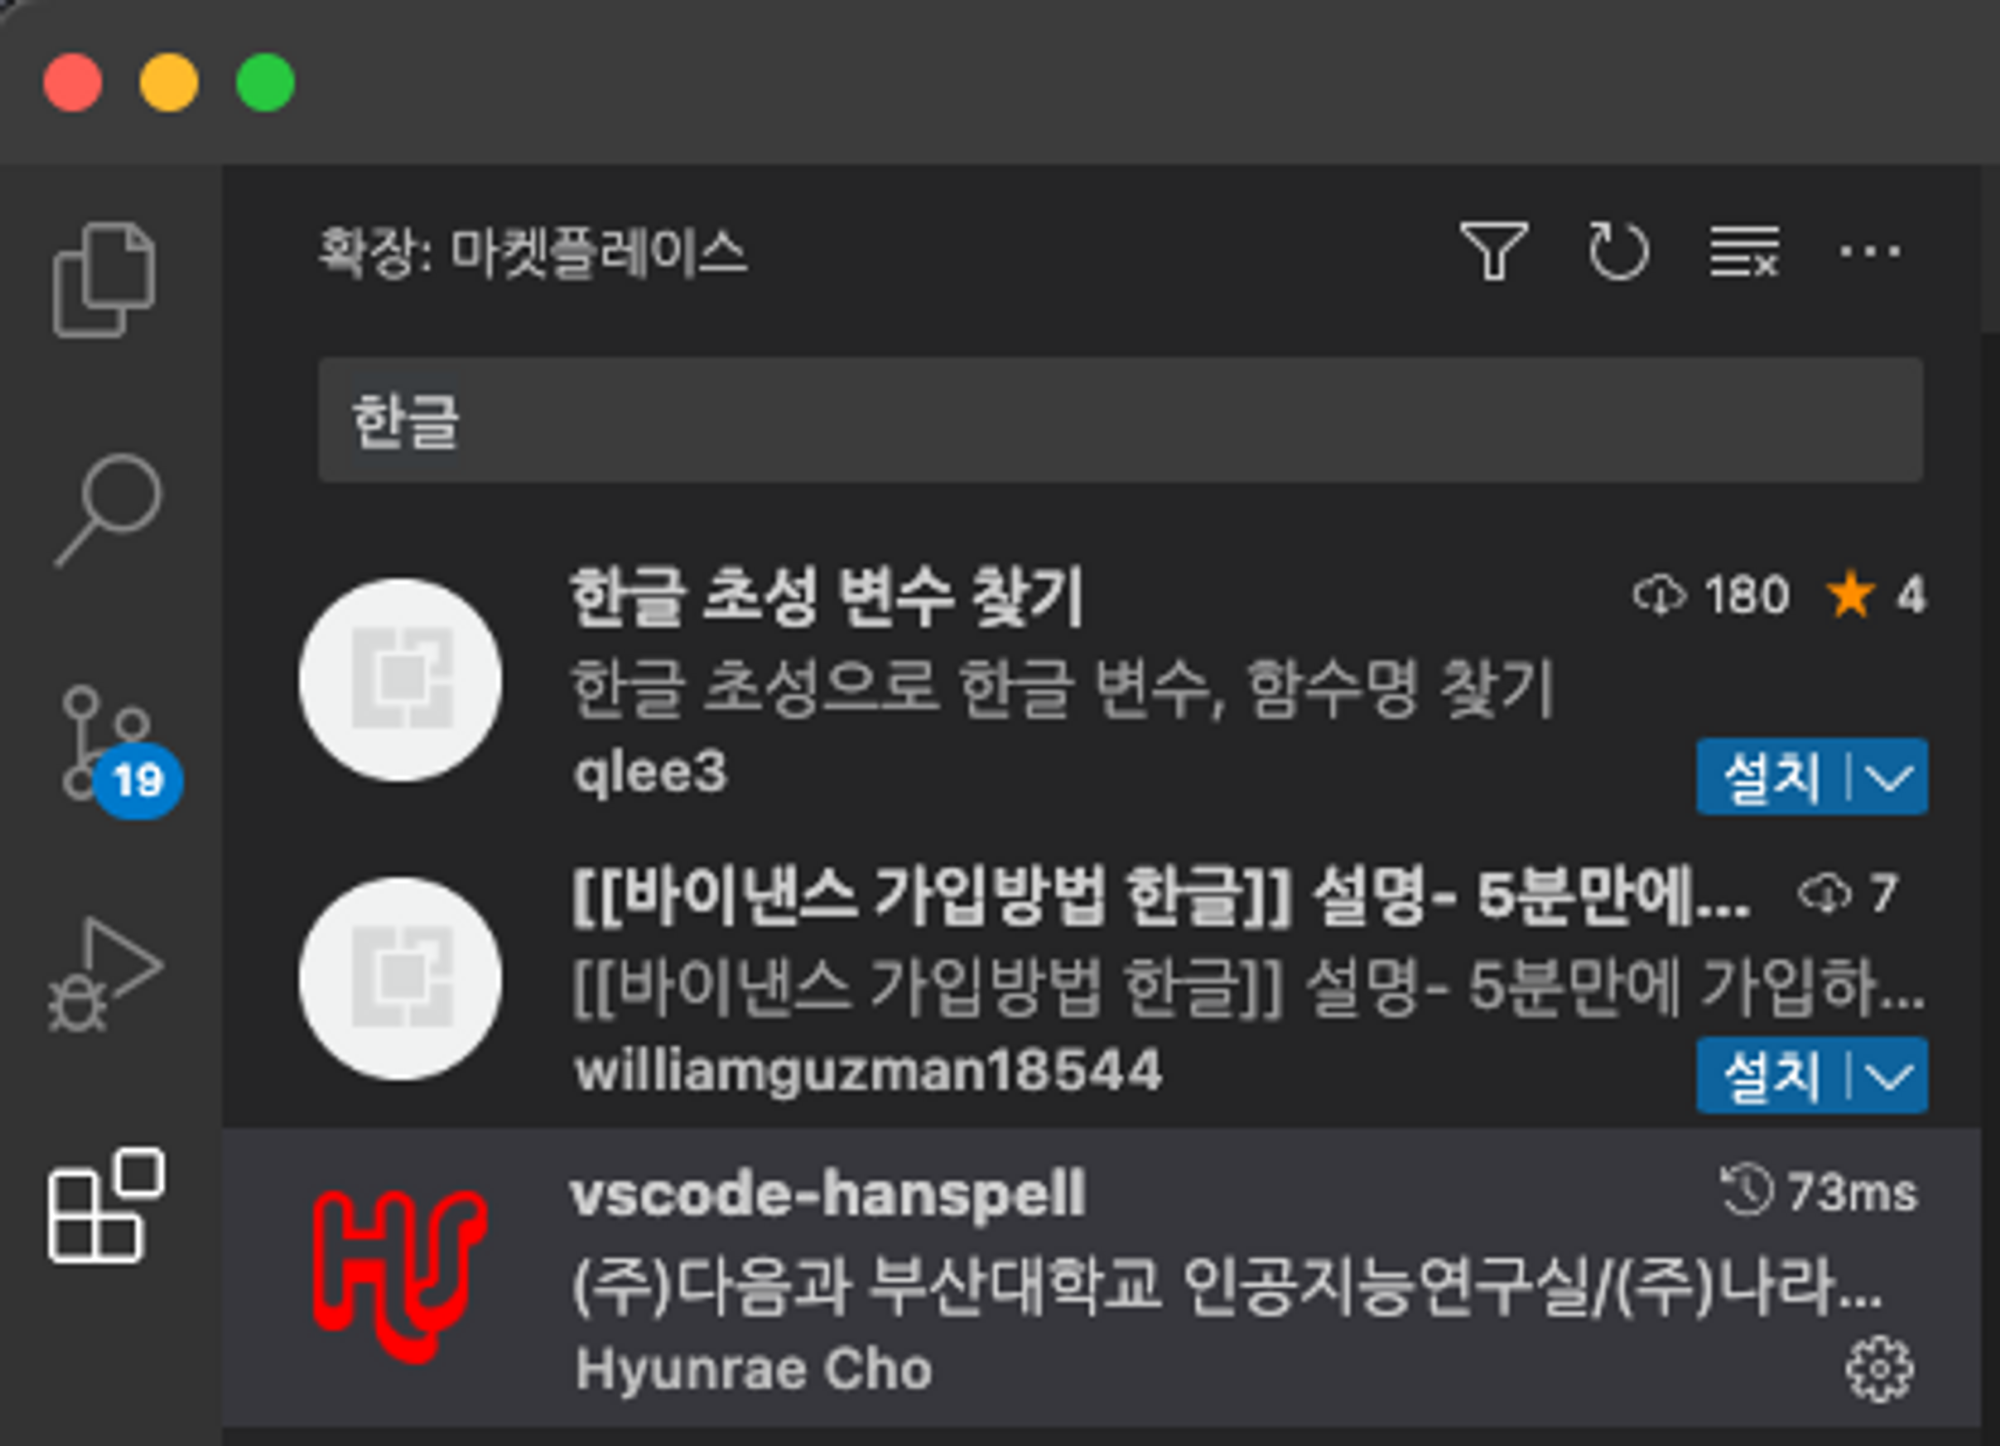 확장: 마켓플레이스
한글
한글 초성 변수 찾기 180 4
한글 초성으로 한글 변수, 함수명 찾기
qlee3
설치
19
[[바이낸스 가입방법 한글]] 설명- 5분만에... 7
[[바이낸스 가입방법 한글]] 설명- 5분만에 가입하...
williamguzman18544
설치
vscode-hanspell 73ms
(주)다음과 부산대학교 인공지능연구실/(주)나라...
Hyunrae Cho